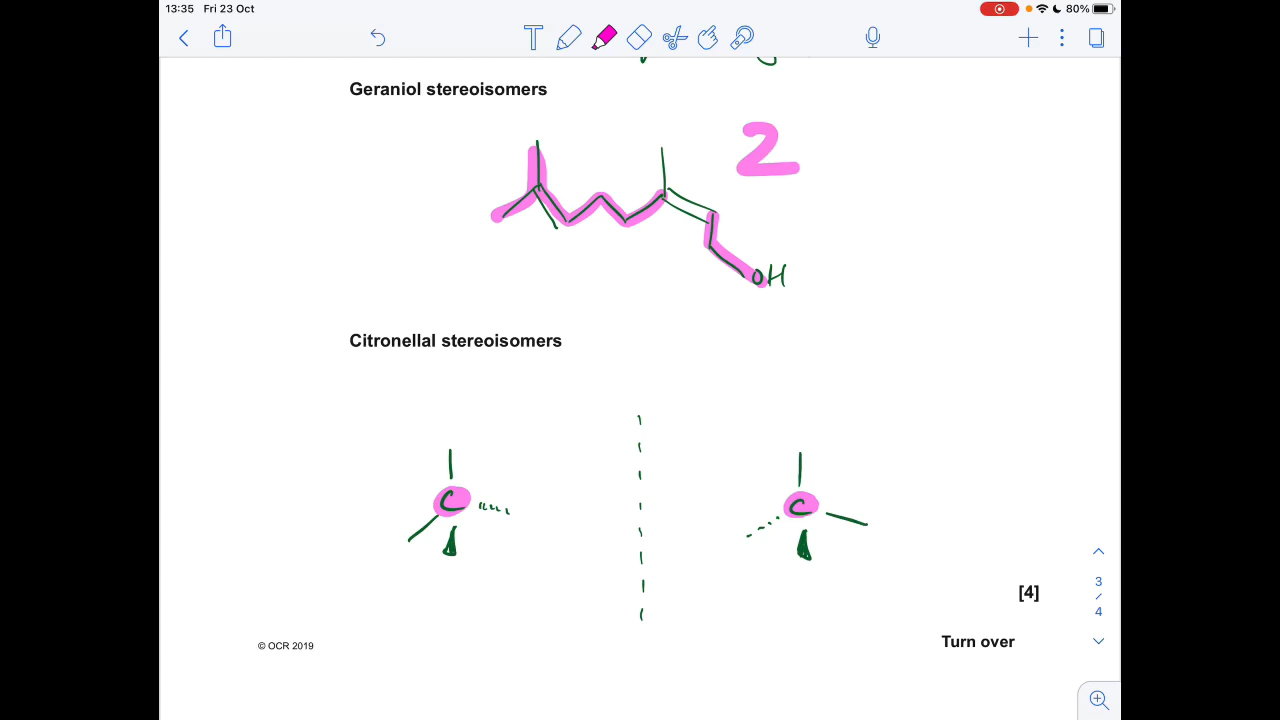 13:35 Fri 23 Oct
80%
T
Geraniol stereoisomers
2
OH
Citronellal stereoisomers
C
C
[4]
3
4
© OCR 2019
Turn over